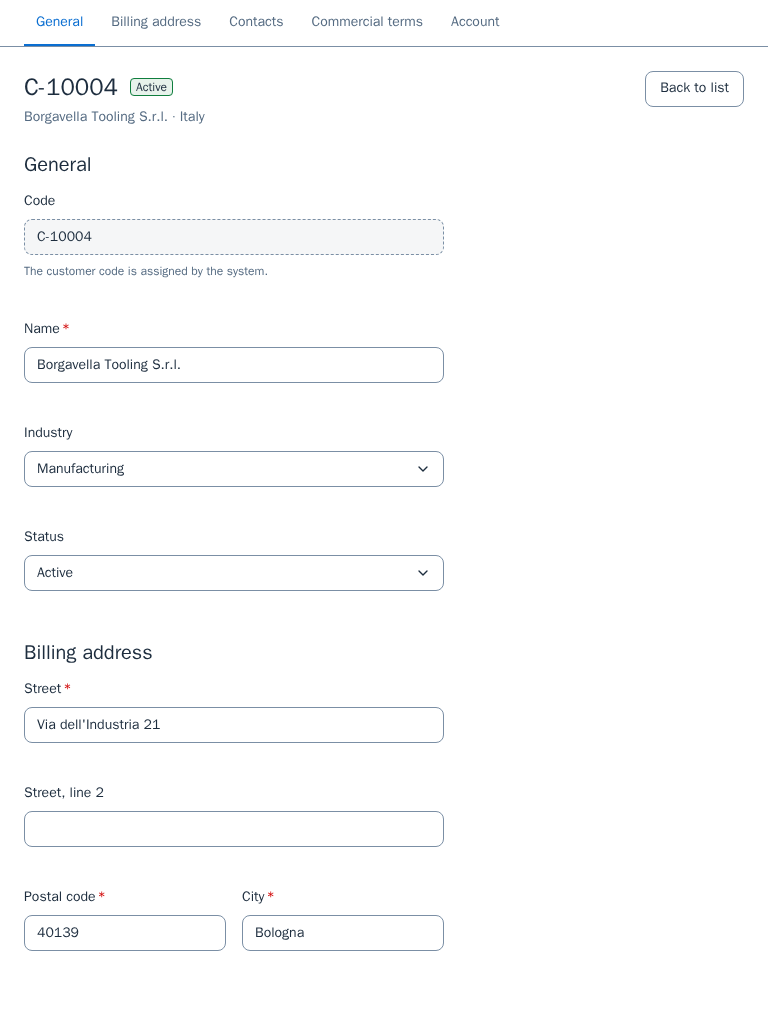 General Billing address Contacts Commercial terms Account
C-10004 Active Back to list
Borgavella Tooling S.r.l. · Italy
General
Code
C-10004
The customer code is assigned by the system.
Name *
Borgavella Tooling S.r.l.
Industry
Manufacturing
Status
Active
Billing address
Street *
Via dell'Industria 21
Street, line 2
Postal code * City *
40139 Bologna